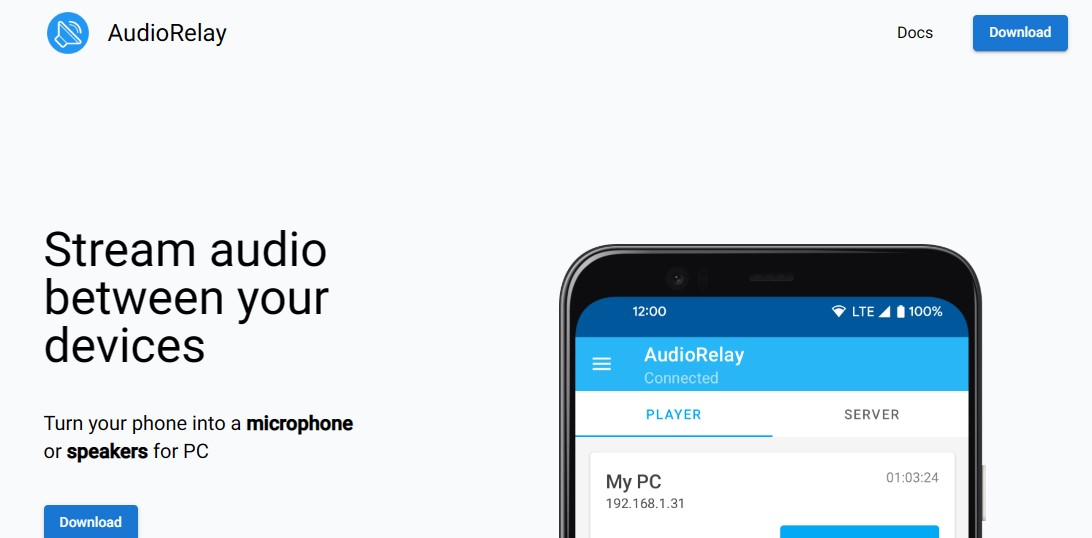 AudioRelay
Docs
Download
Stream audio
between your
devices
Turn your phone into a microphone
or speakers for PC
Download
12:00
LTE
100%
AudioRelay
Connected
PLAYER
SERVER
My PC
01:03:24
192.168.1.31